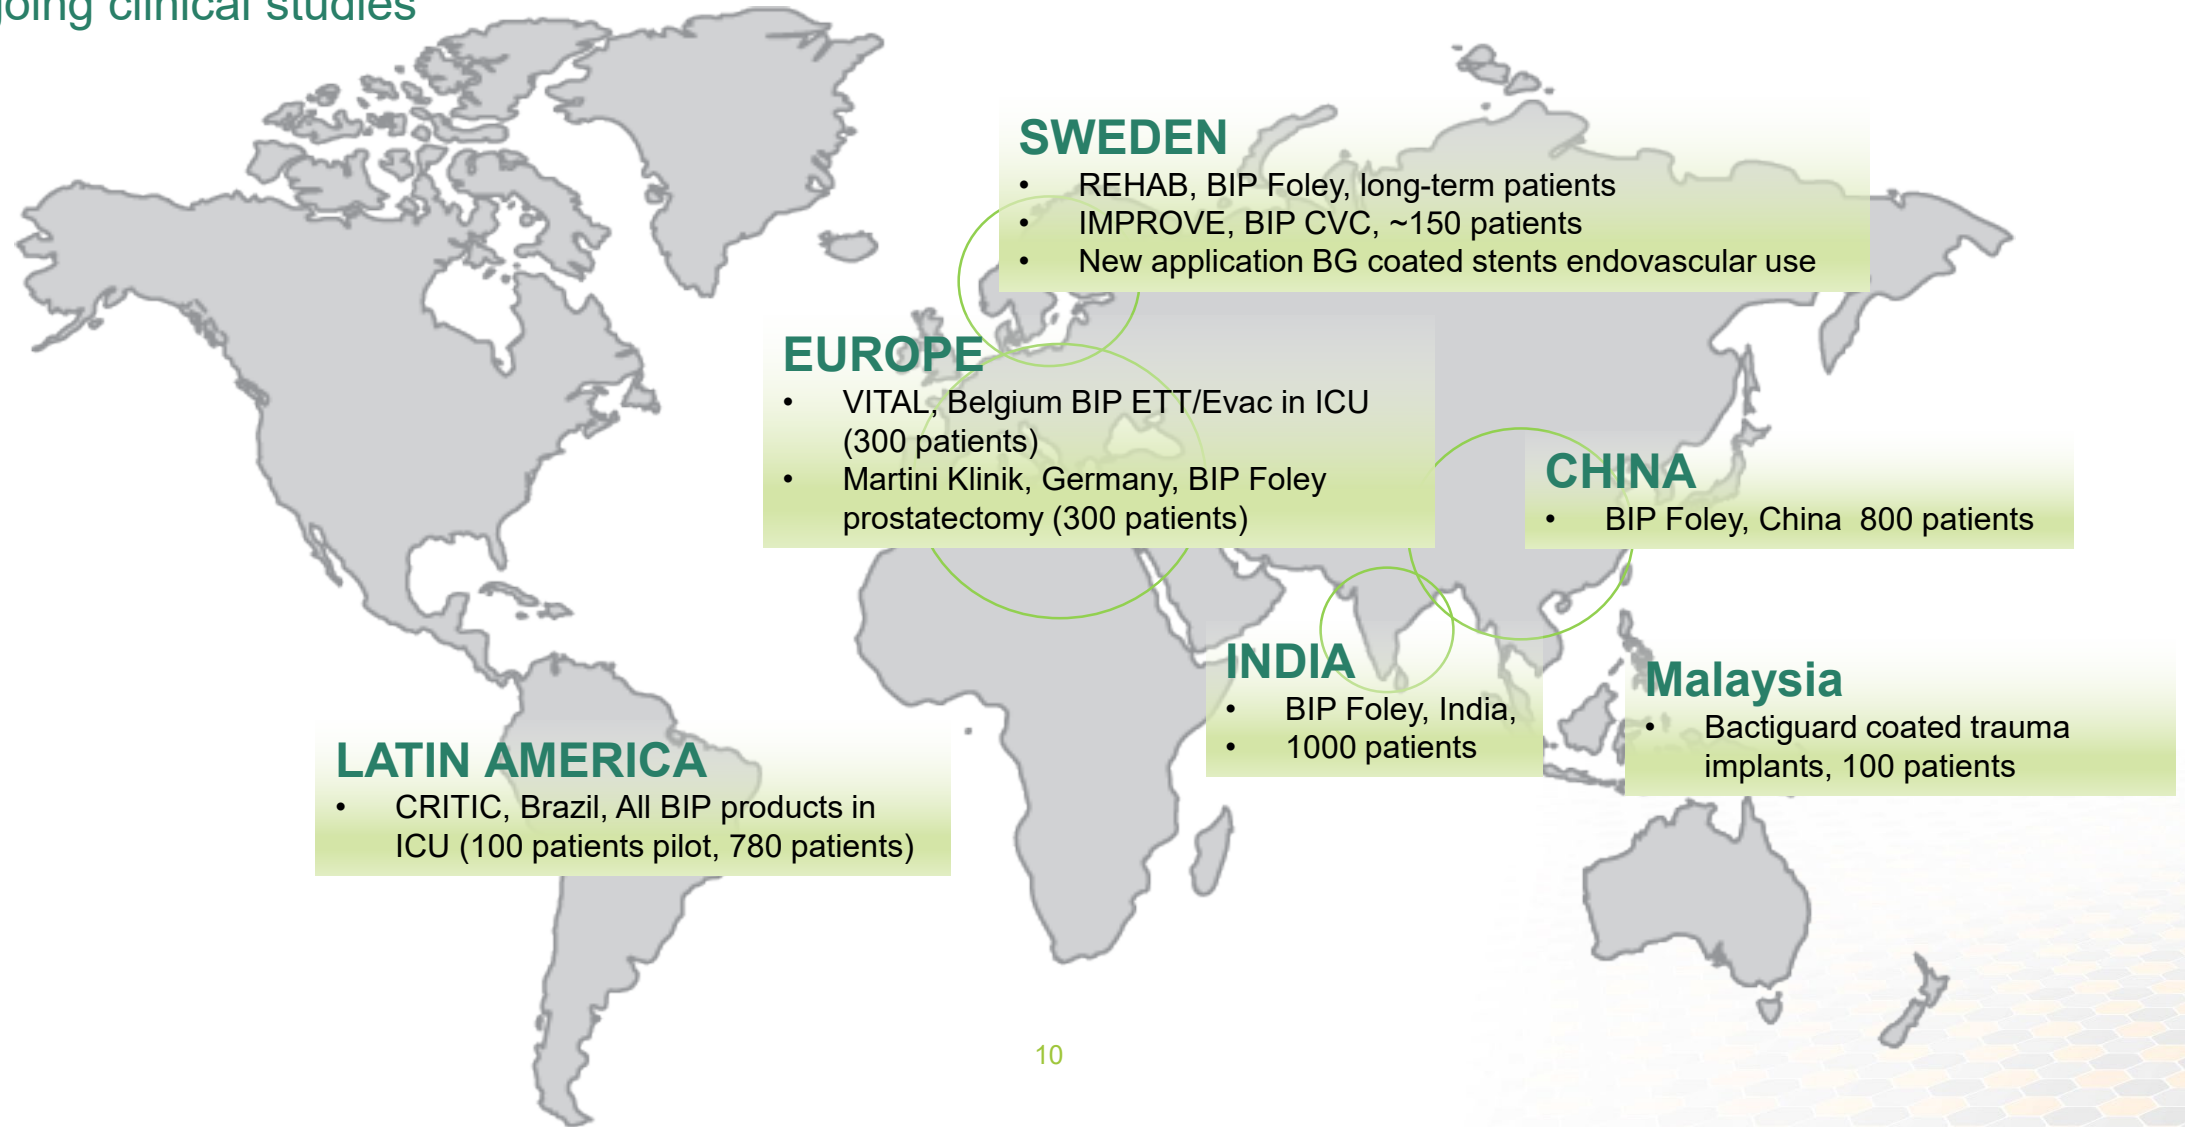 going clinical studies
SWEDEN
• REHAB, BIP Foley, long-term patients
• IMPROVE, BIP CVC, ~150 patients
• New application BG coated stents endovascular use
EUROPE
• VITAL, Belgium BIP ETT/Evac in ICU
(300 patients)
• Martini Klinik, Germany, BIP Foley
prostatectomy (300 patients)
CHINA
• BIP Foley, China 800 patients
INDIA
• BIP Foley, India,
• 1000 patients
Malaysia
• Bactiguard coated trauma
implants, 100 patients
LATIN AMERICA
• CRITIC, Brazil, All BIP products in
ICU (100 patients pilot, 780 patients)
10